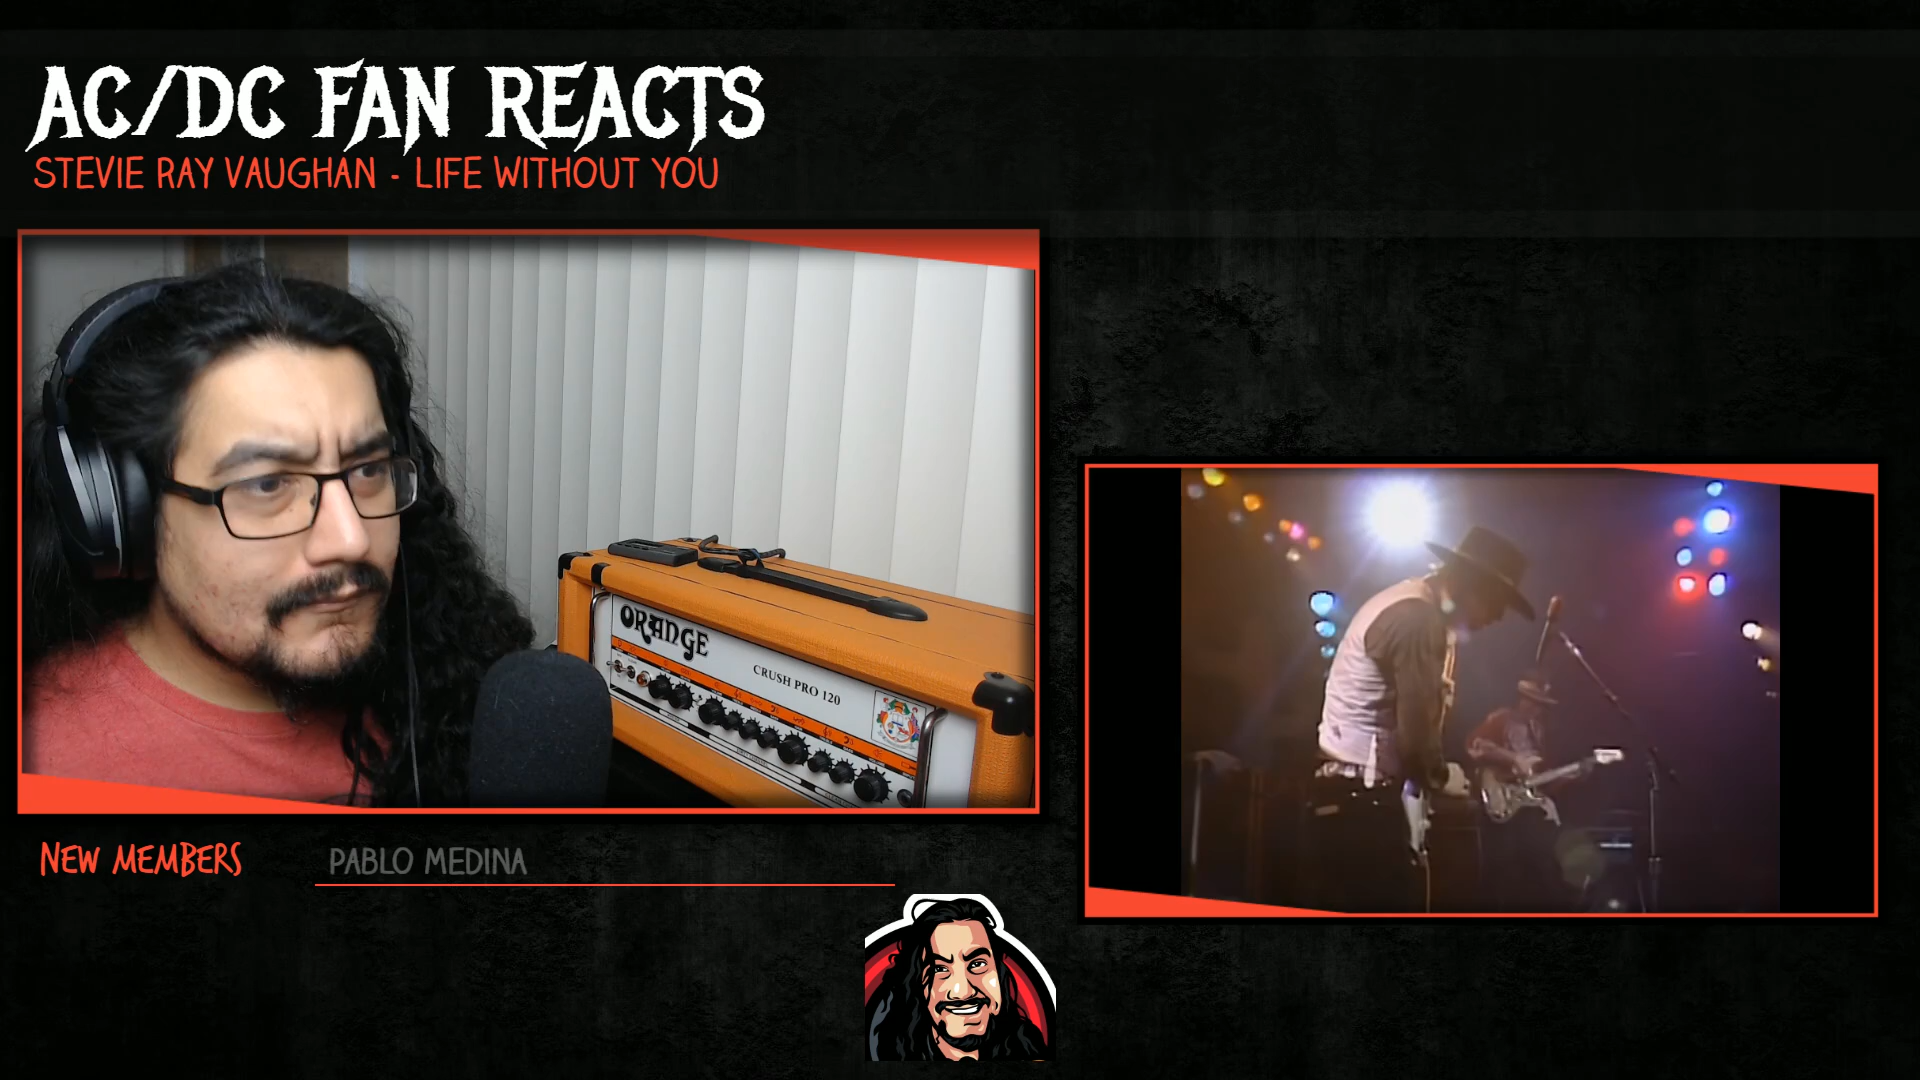 AC/DC FAN REACTS
STEVIE RAY VAUGHAN - LIFE WITHOUT YOU
ORANGE
CRUSH PRO 120
NEW MEMBERS
PABLO MEDINA